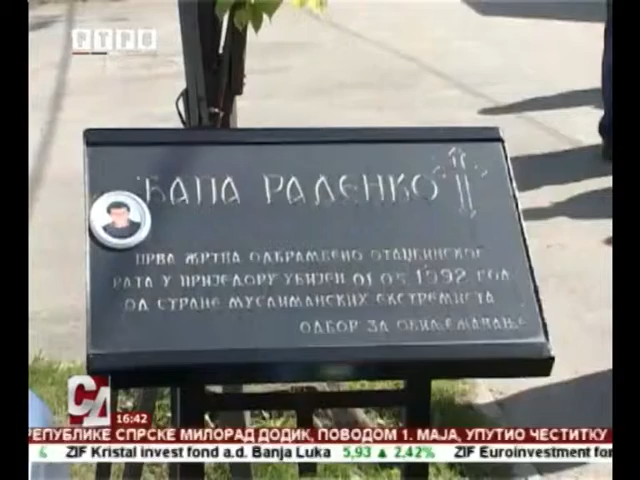 РТРС
ЂАПА РАДЕНКО
ПРВА ЖРТВА ОДБРАМБЕНО ОТАЏБИНСКОГ
РАТА У ПРИЈЕДОРУ УБИЈЕН 01.05.1992 ГОД
ОД СТРАНЕ МУСЛИМАНСКИХ ЕКСТРЕМИСТА
ОДБОР ЗА ОБИЉЕЖАВАЊЕ
16:42
РЕПУБЛИКЕ СРПСКЕ МИЛОРАД ДОДИК, ПОВОДОМ 1. МАЈА, УПУТИО ЧЕСТИТКУ
% ZIF Kristal invest fond a.d. Banja Luka 5,93 ▲ 2,42% ZIF Euroinvestment fon